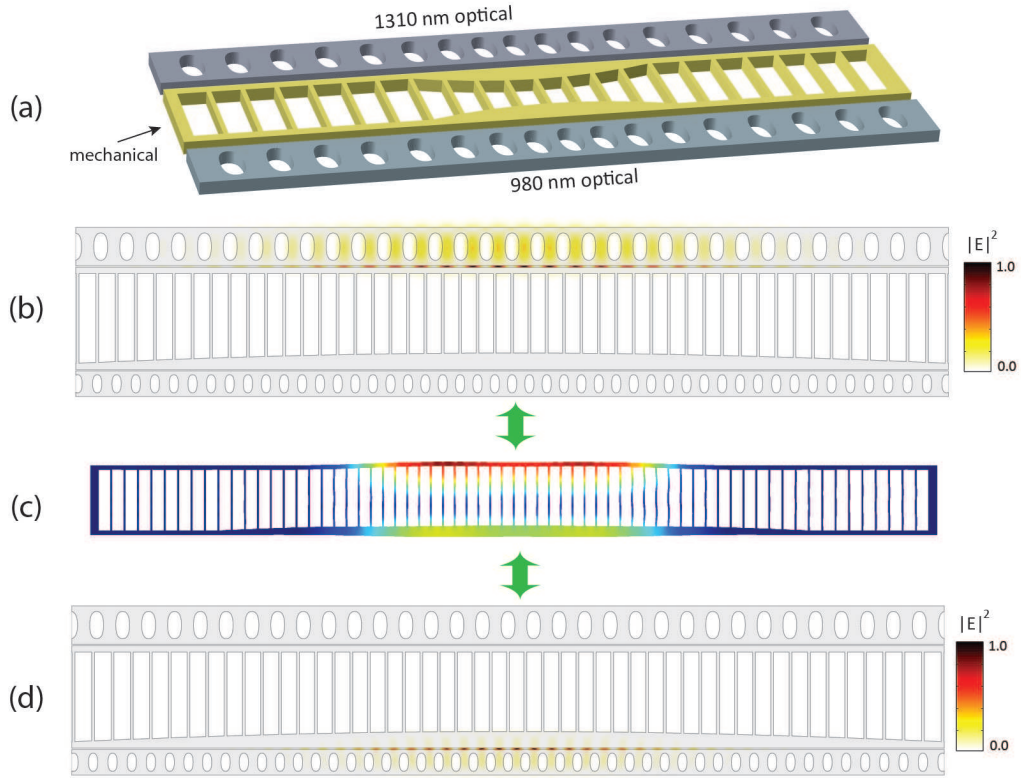 1310 nm optical
(a)
mechanical
980 nm optical
|E|²
1.0
0.0
(b)
(c)
|E|²
1.0
0.0
(d)